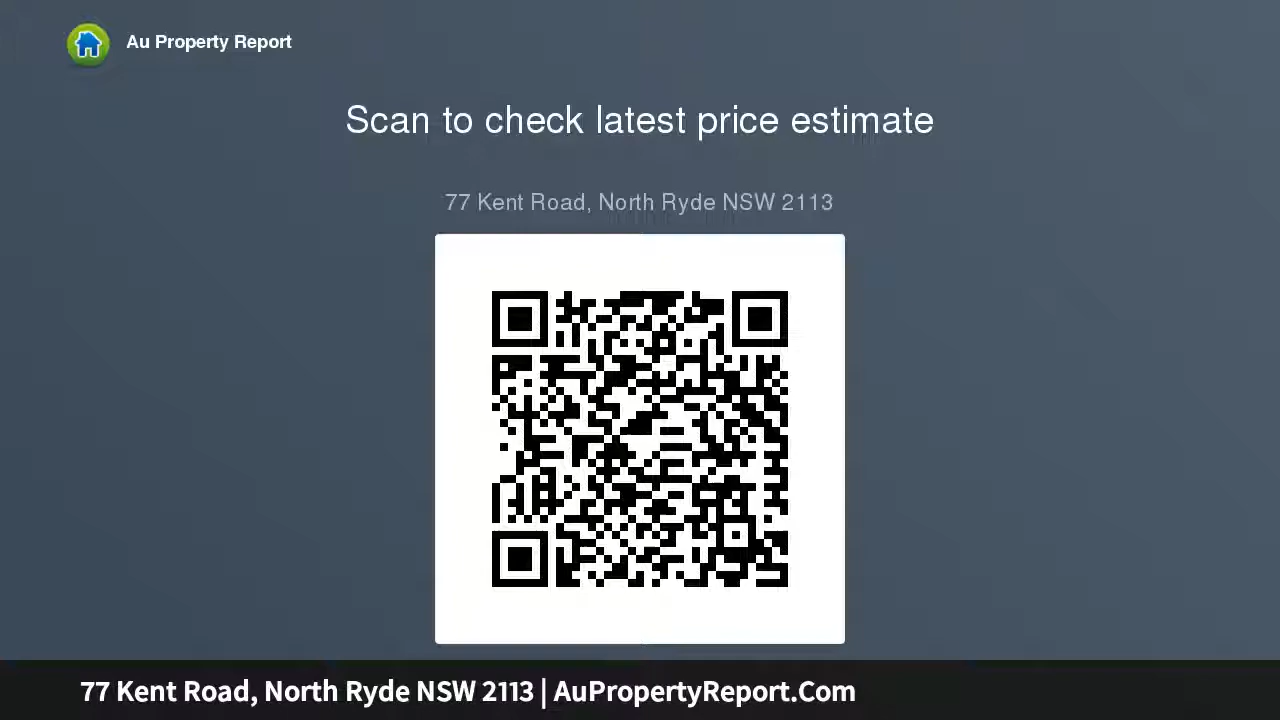 Au Property Report
Scan to check latest price estimate
77 Kent Road, North Ryde NSW 2113
77 Kent Road, North Ryde NSW 2113 | AuPropertyReport.Com